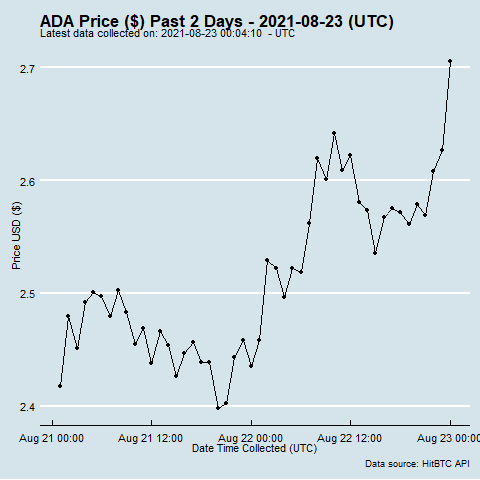 ADA Price ($) Past 2 Days - 2021-08-23 (UTC)
Latest data collected on: 2021-08-23 00:04:10  - UTC
2.7
2.6
2.5
2.4
Price USD ($)
Aug 21 00:00 Aug 21 12:00 Aug 22 00:00 Aug 22 12:00 Aug 23 00:00
Date Time Collected (UTC)
Data source: HitBTC API